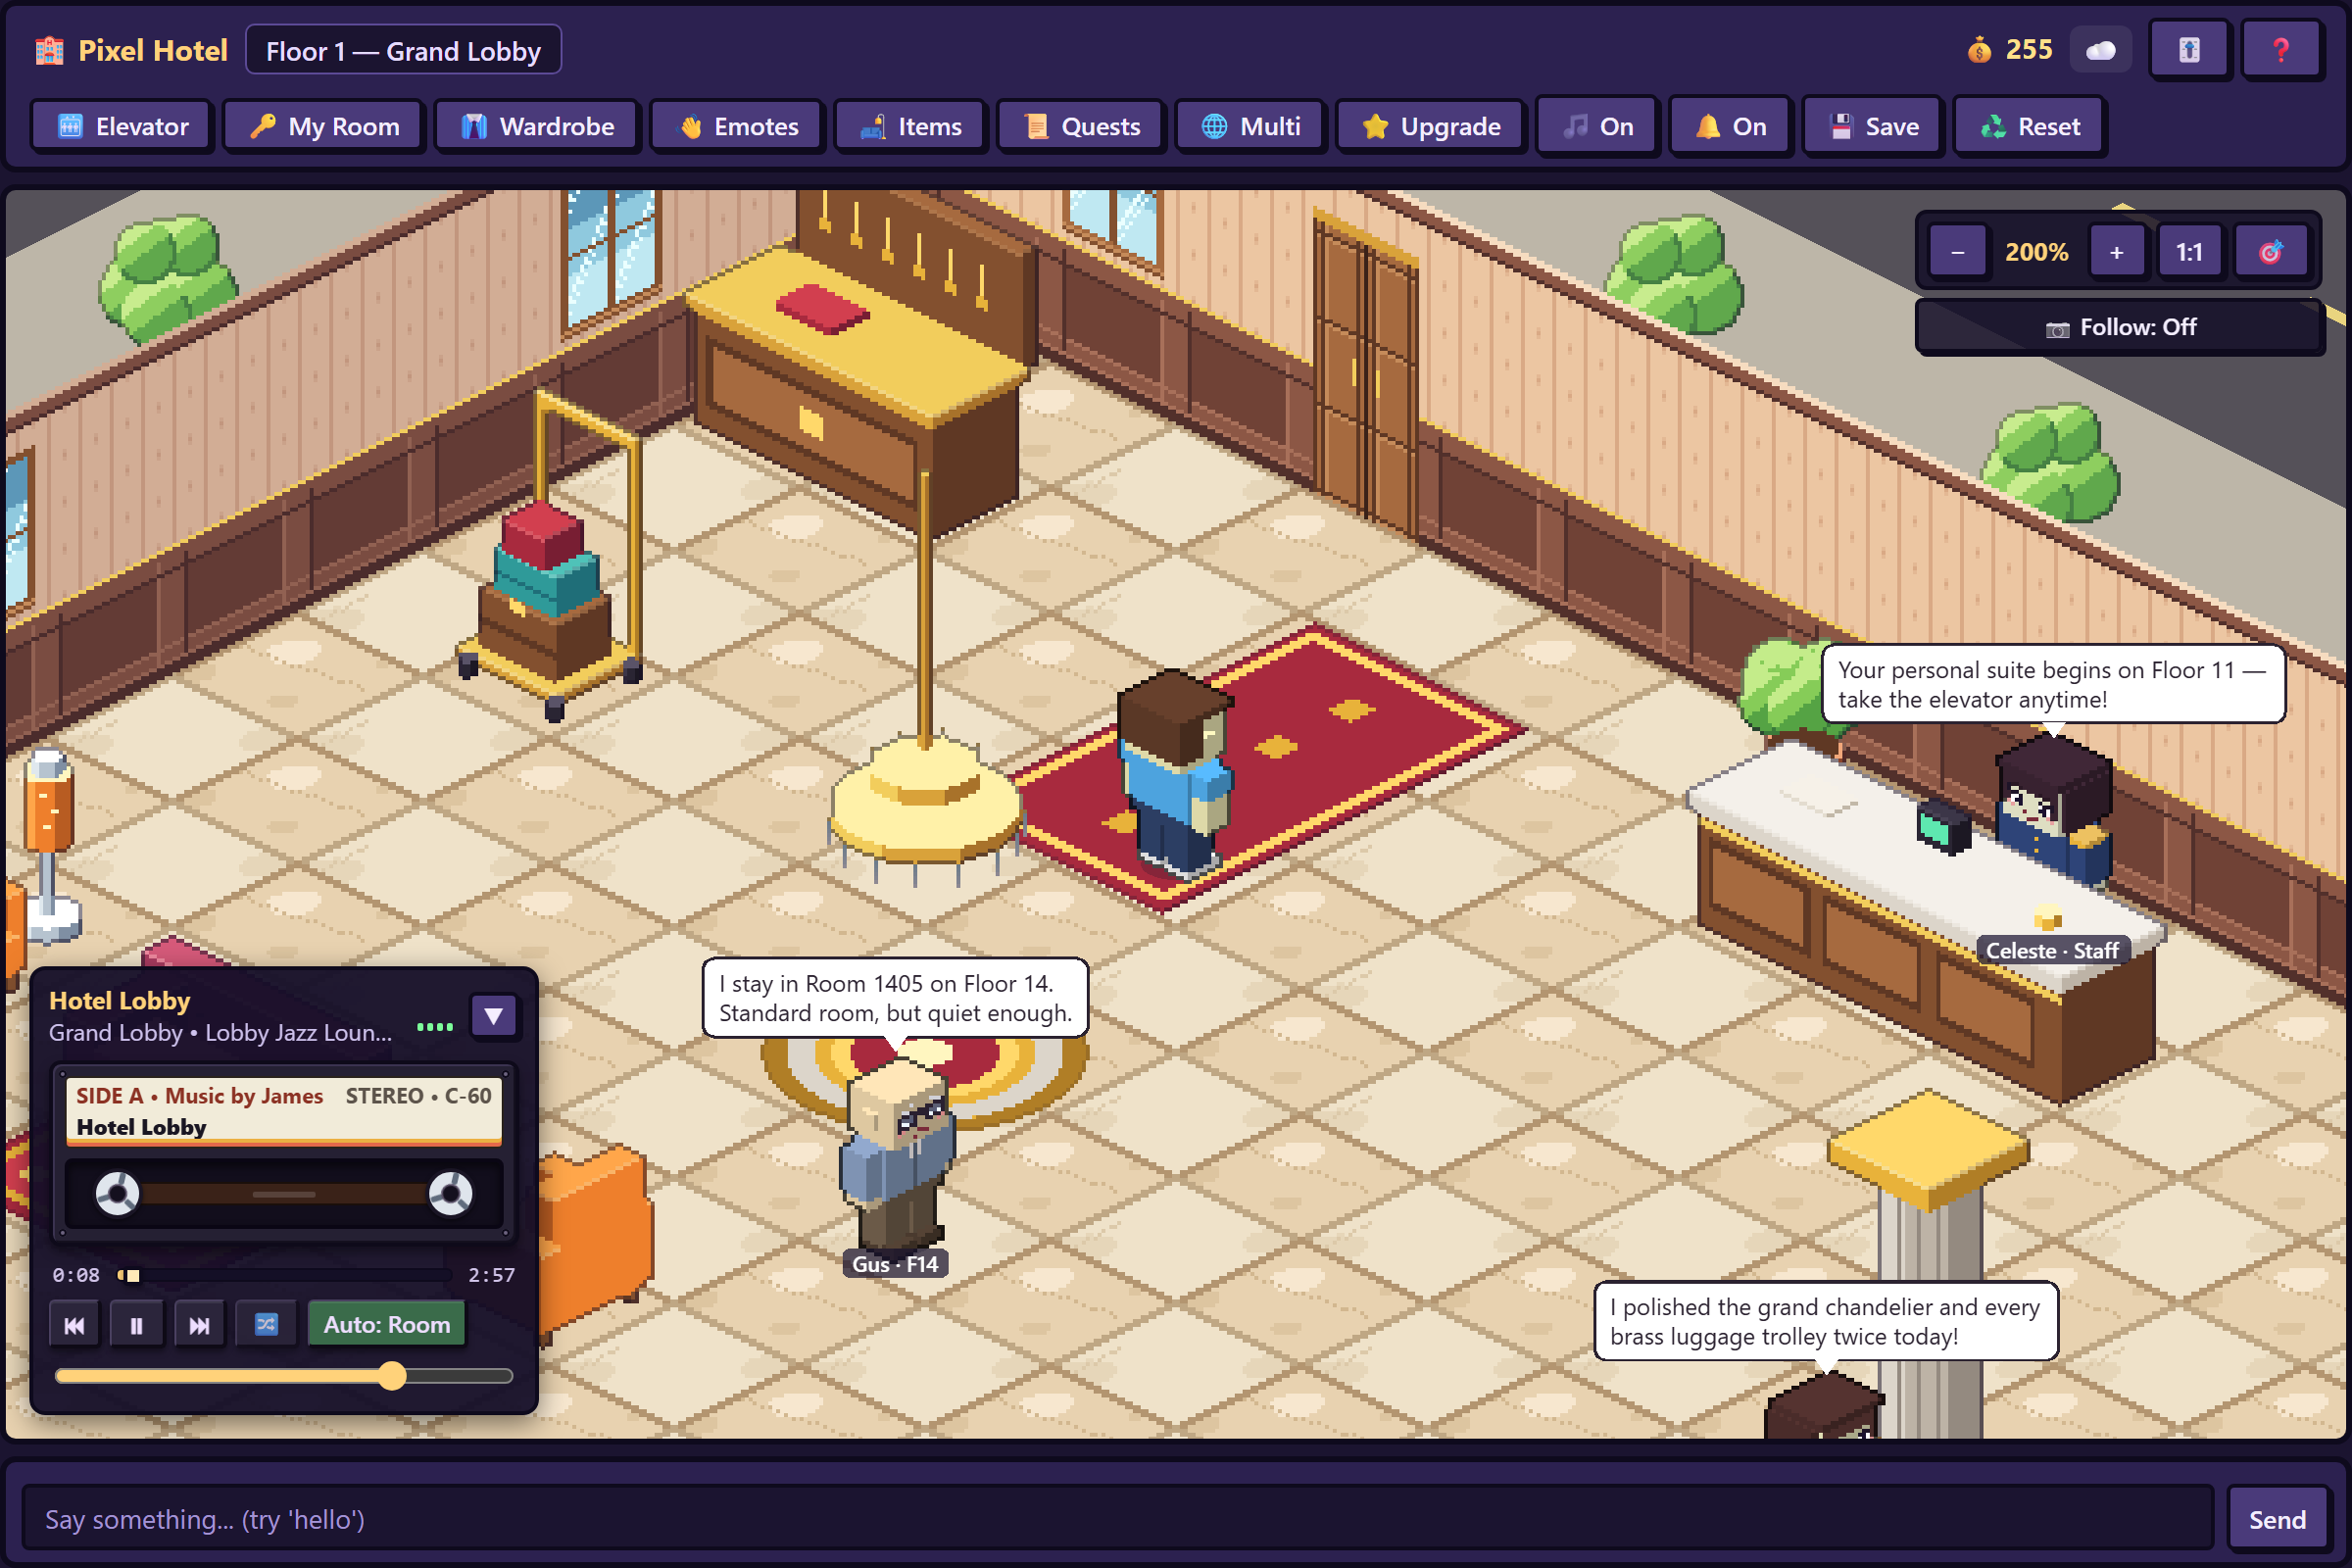 Pixel Hotel
Floor 1 — Grand Lobby
255
Elevator
My Room
Wardrobe
Emotes
Items
Quests
Multi
Upgrade
On
On
Save
Reset
−
200%
+
1:1
Follow: Off
Your personal suite begins on Floor 11 —
take the elevator anytime!
Celeste · Staff
I stay in Room 1405 on Floor 14.
Standard room, but quiet enough.
Gus · F14
Hotel Lobby
Grand Lobby • Lobby Jazz Loun...
SIDE A • Music by James
STEREO • C-60
Hotel Lobby
0:08
2:57
Auto: Room
I polished the grand chandelier and every
brass luggage trolley twice today!
Say something... (try 'hello')
Send